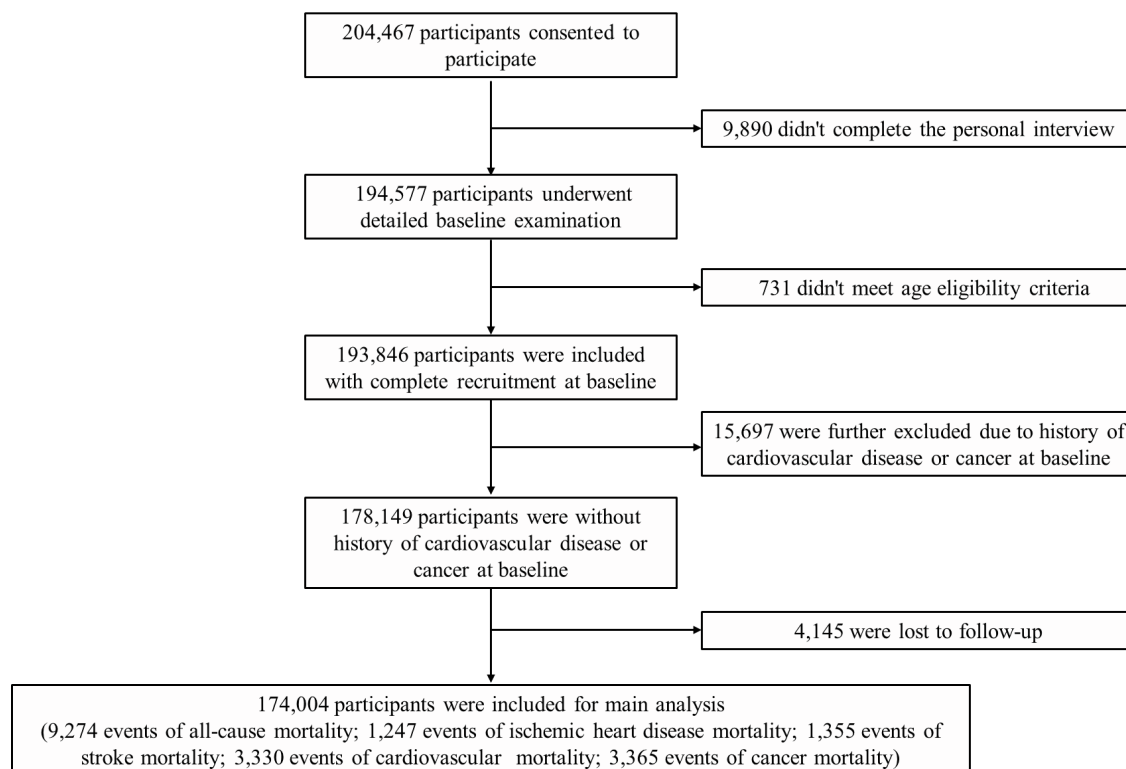 204,467 participants consented to
participate
9,890 didn't complete the personal interview
194,577 participants underwent
detailed baseline examination
731 didn't meet age eligibility criteria
193,846 participants were included
with complete recruitment at baseline
15,697 were further excluded due to history of
cardiovascular disease or cancer at baseline
178,149 participants were without
history of cardiovascular disease or
cancer at baseline
4,145 were lost to follow-up
174,004 participants were included for main analysis
(9,274 events of all-cause mortality; 1,247 events of ischemic heart disease mortality; 1,355 events of
stroke mortality; 3,330 events of cardiovascular mortality; 3,365 events of cancer mortality)